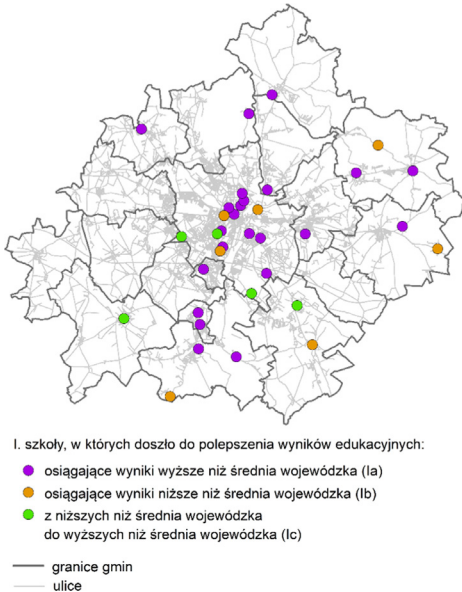 I. szkoły, w których doszło do polepszenia wyników edukacyjnych:
osiągające wyniki wyższe niż średnia wojewódzka (Ia)
osiągające wyniki niższe niż średnia wojewódzka (Ib)
z niższych niż średnia wojewódzka
do wyższych niż średnia wojewódzka (Ic)
granice gmin
ulice